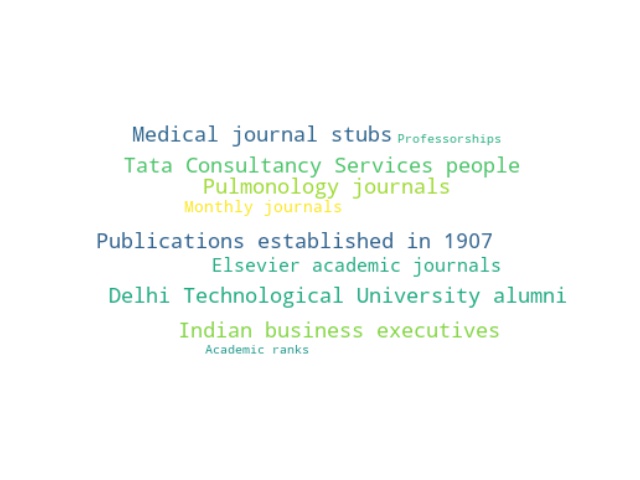 Medical journal stubs Professorships
Tata Consultancy Services people
Pulmonology journals
Monthly journals
Publications established in 1907
Elsevier academic journals
Delhi Technological University alumni
Indian business executives
Academic ranks